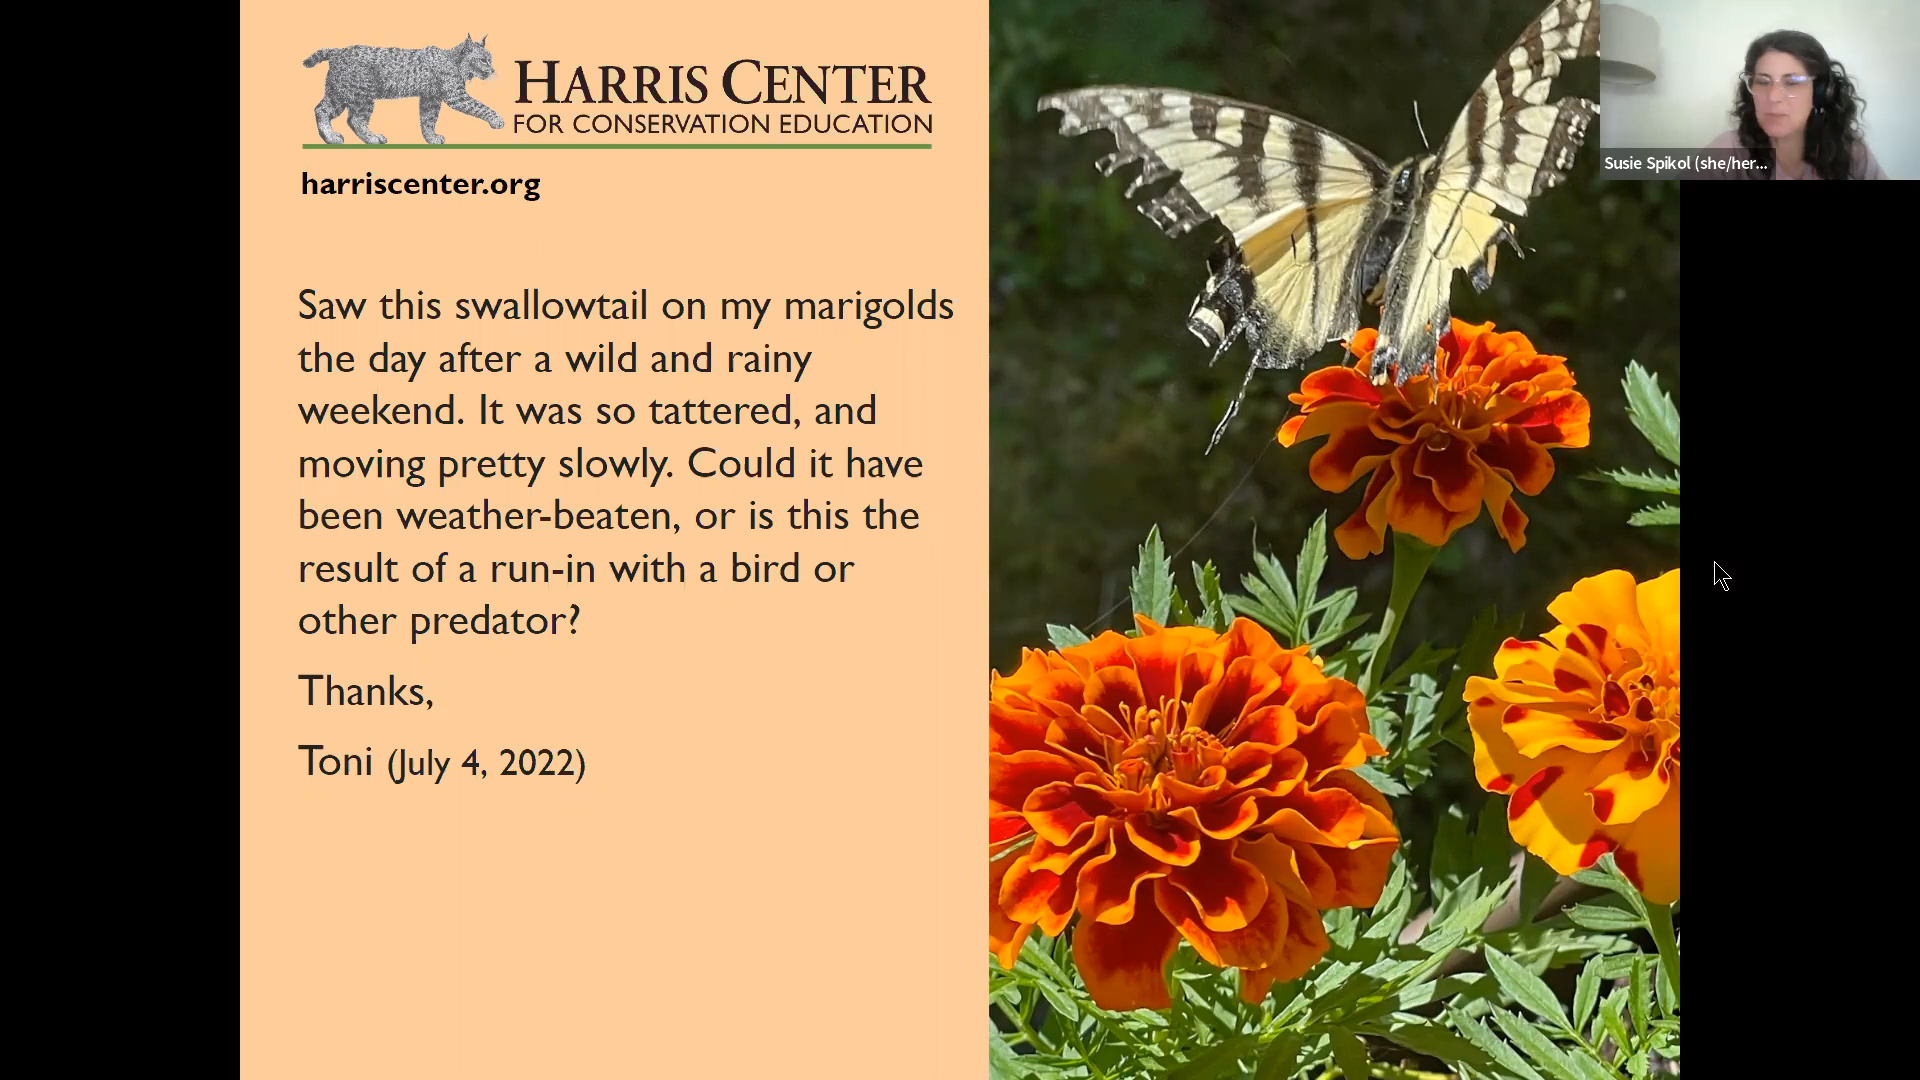 HARRIS CENTER
FOR CONSERVATION EDUCATION
harriscenter.org
Susie Spikol (she/her...
Saw this swallowtail on my marigolds
the day after a wild and rainy
weekend. It was so tattered, and
moving pretty slowly. Could it have
been weather-beaten, or is this the
result of a run-in with a bird or
other predator?
Thanks,
Toni (July 4, 2022)